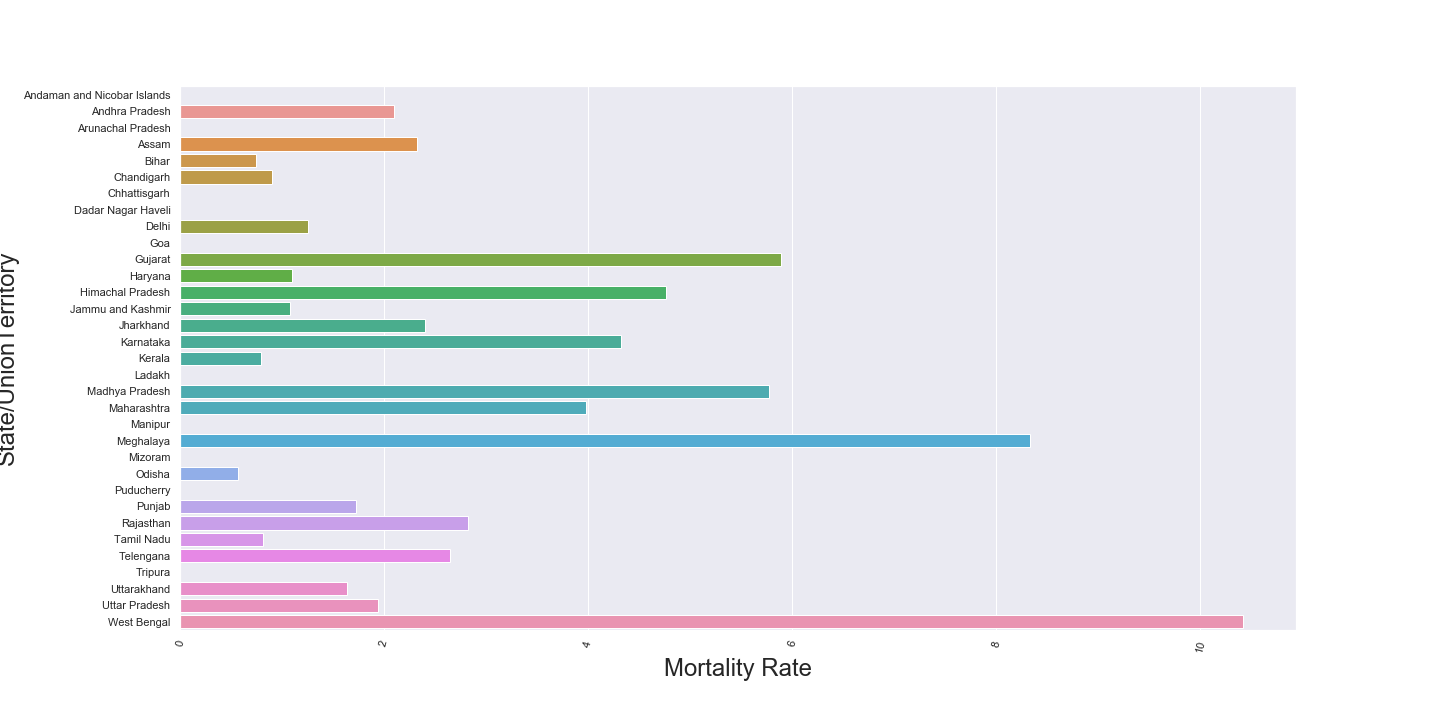 Andaman and Nicobar Islands
Andhra Pradesh
Arunachal Pradesh
Assam
Bihar
Chandigarh
Chhattisgarh
Dadar Nagar Haveli
Delhi
Goa
Gujarat
Haryana
Himachal Pradesh
Jammu and Kashmir
Jharkhand
Karnataka
Kerala
Ladakh
Madhya Pradesh
Maharashtra
Manipur
Meghalaya
Mizoram
Odisha
Puducherry
Punjab
Rajasthan
Tamil Nadu
Telengana
Tripura
Uttarakhand
Uttar Pradesh
West Bengal
State/UnionTerritory
0 2 4 6 8 10
Mortality Rate